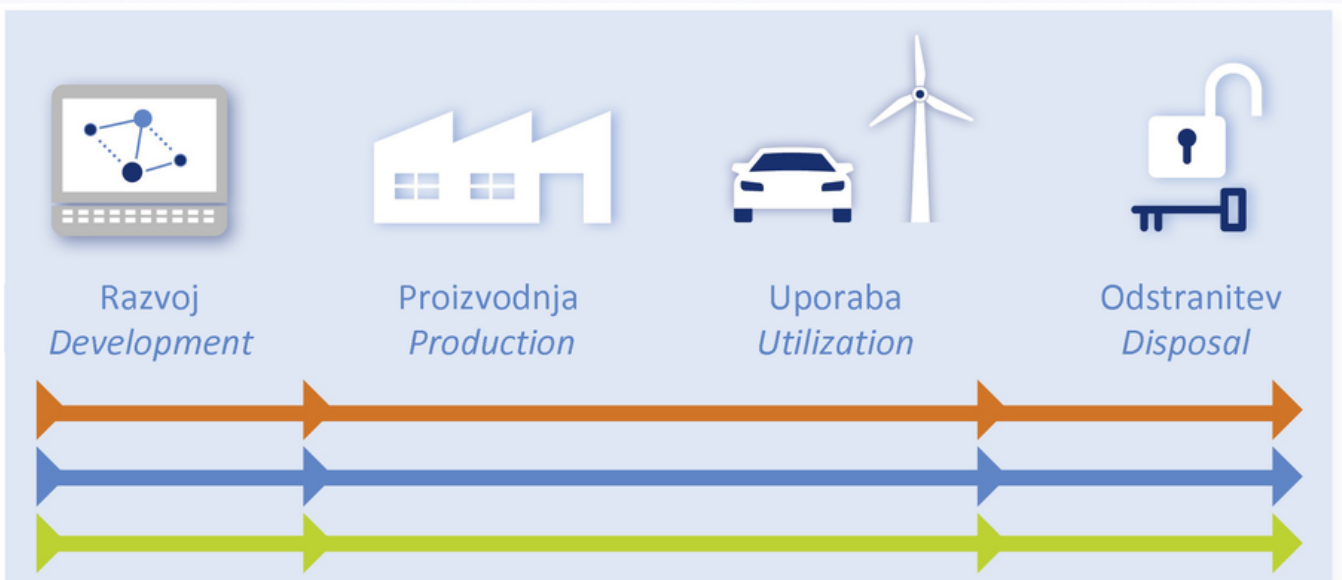 Razvoj
Development
Proizvodnja
Production
Uporaba
Utilization
Odstranitev
Disposal